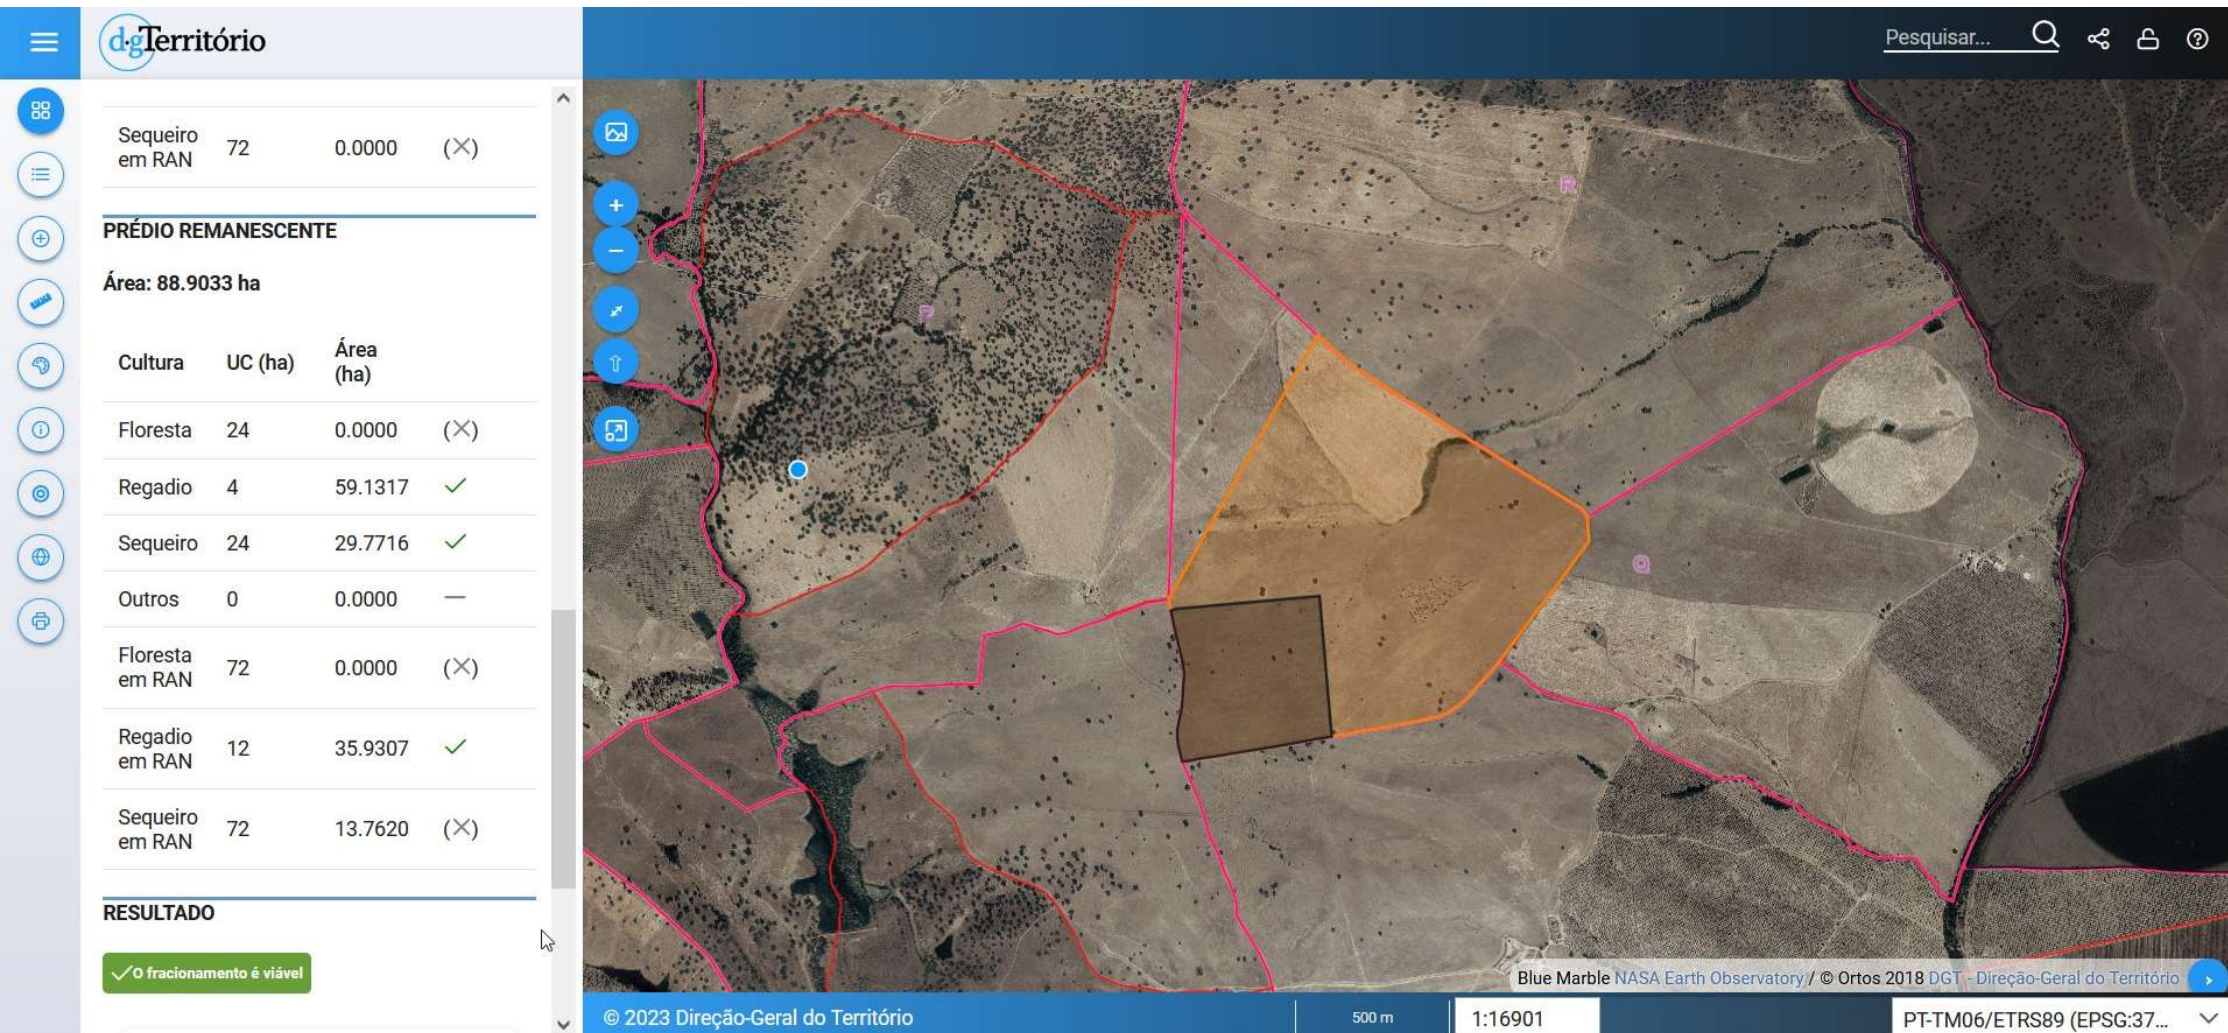 dgTerritório
Pesquisar...
Sequeiro em RAN 72 0.0000 (X)
PRÉDIO REMANESCENTE
Área: 88.9033 ha
Cultura UC (ha) Área (ha)
Floresta 24 0.0000 (X)
Regadio 4 59.1317 ✓
Sequeiro 24 29.7716 ✓
Outros 0 0.0000 —
Floresta em RAN 72 0.0000 (X)
Regadio em RAN 12 35.9307 ✓
Sequeiro em RAN 72 13.7620 (X)
RESULTADO
✓O fracionamento é viável
R
P
Q
Blue Marble NASA Earth Observatory / © Ortos 2018 DGT - Direção-Geral do Território
© 2023 Direção-Geral do Território
500 m
1:16901
PT-TM06/ETRS89 (EPSG:37...